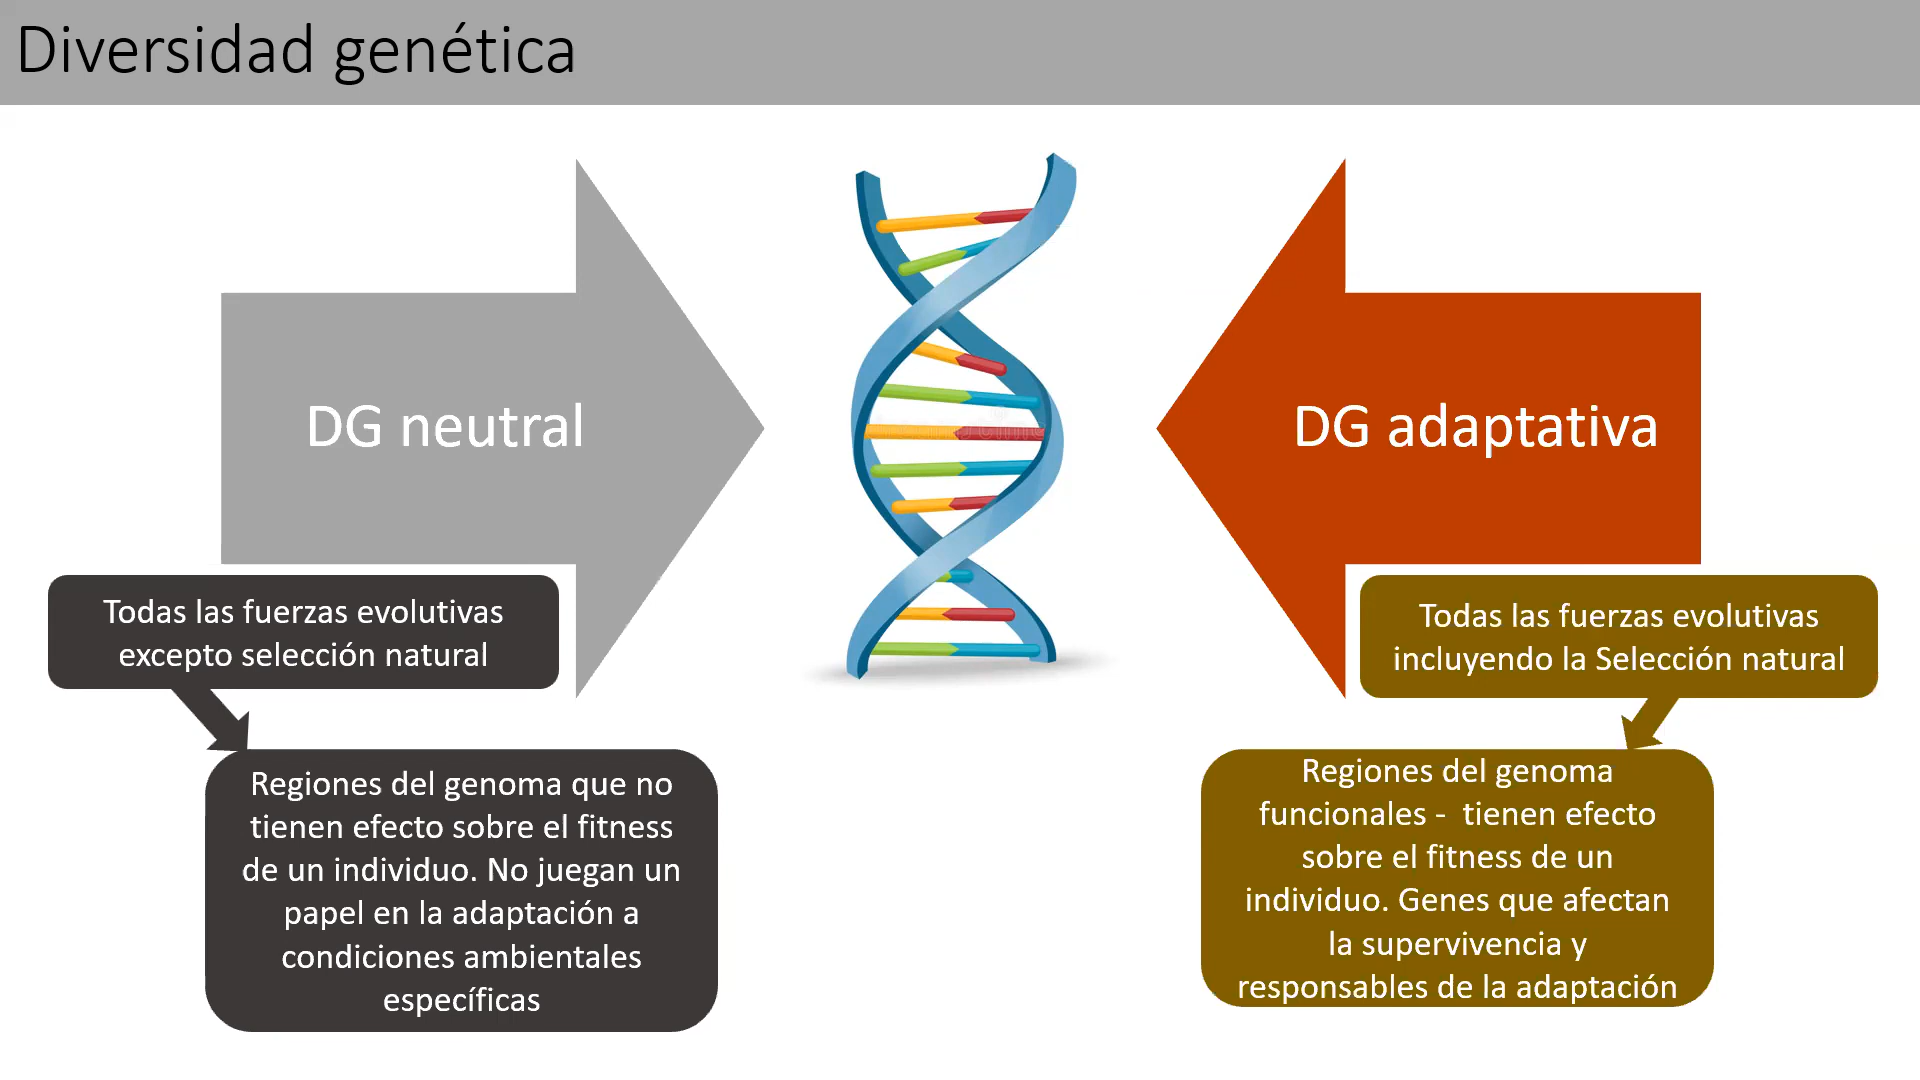 Diversidad genética
DG neutral
DG adaptativa
Todas las fuerzas evolutivas
excepto selección natural
Todas las fuerzas evolutivas
incluyendo la Selección natural
Regiones del genoma que no
tienen efecto sobre el fitness
de un individuo. No juegan un
papel en la adaptación a
condiciones ambientales
específicas
Regiones del genoma
funcionales -  tienen efecto
sobre el fitness de un
individuo. Genes que afectan
la supervivencia y
responsables de la adaptación